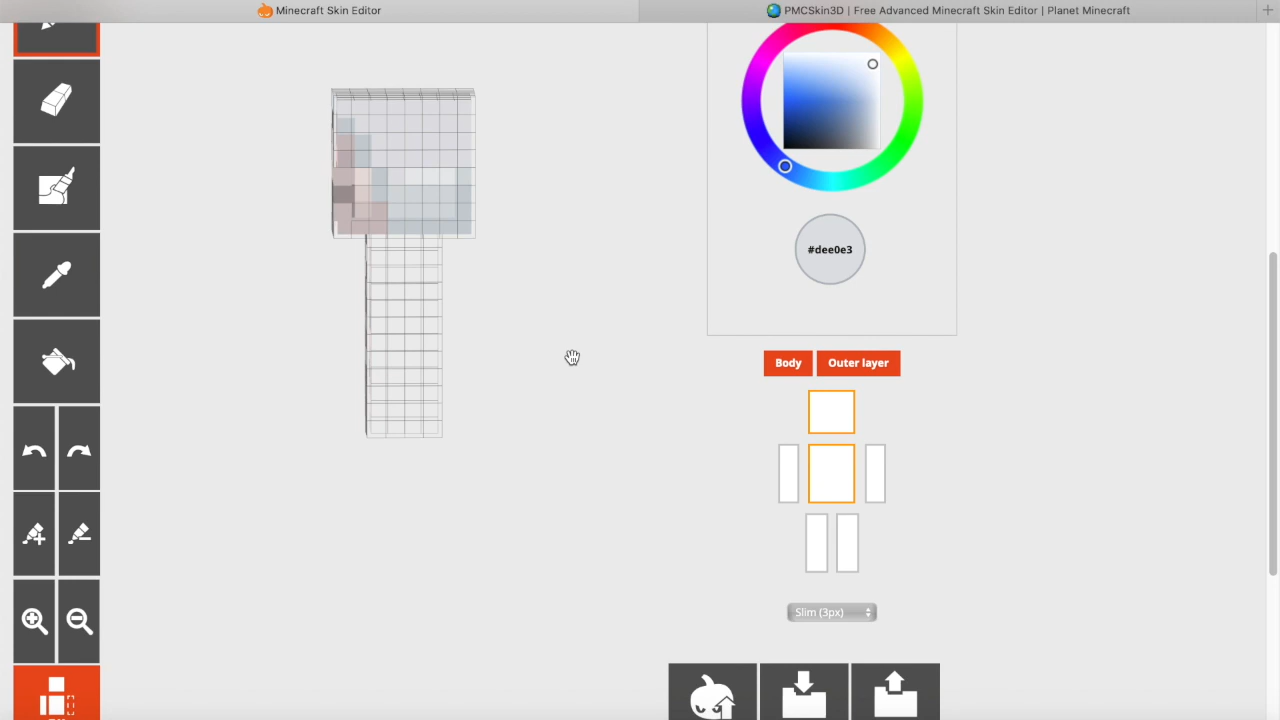 Minecraft Skin Editor
PMCSkin3D | Free Advanced Minecraft Skin Editor | Planet Minecraft
#dee0e3
Body
Outer layer
Slim (3px)